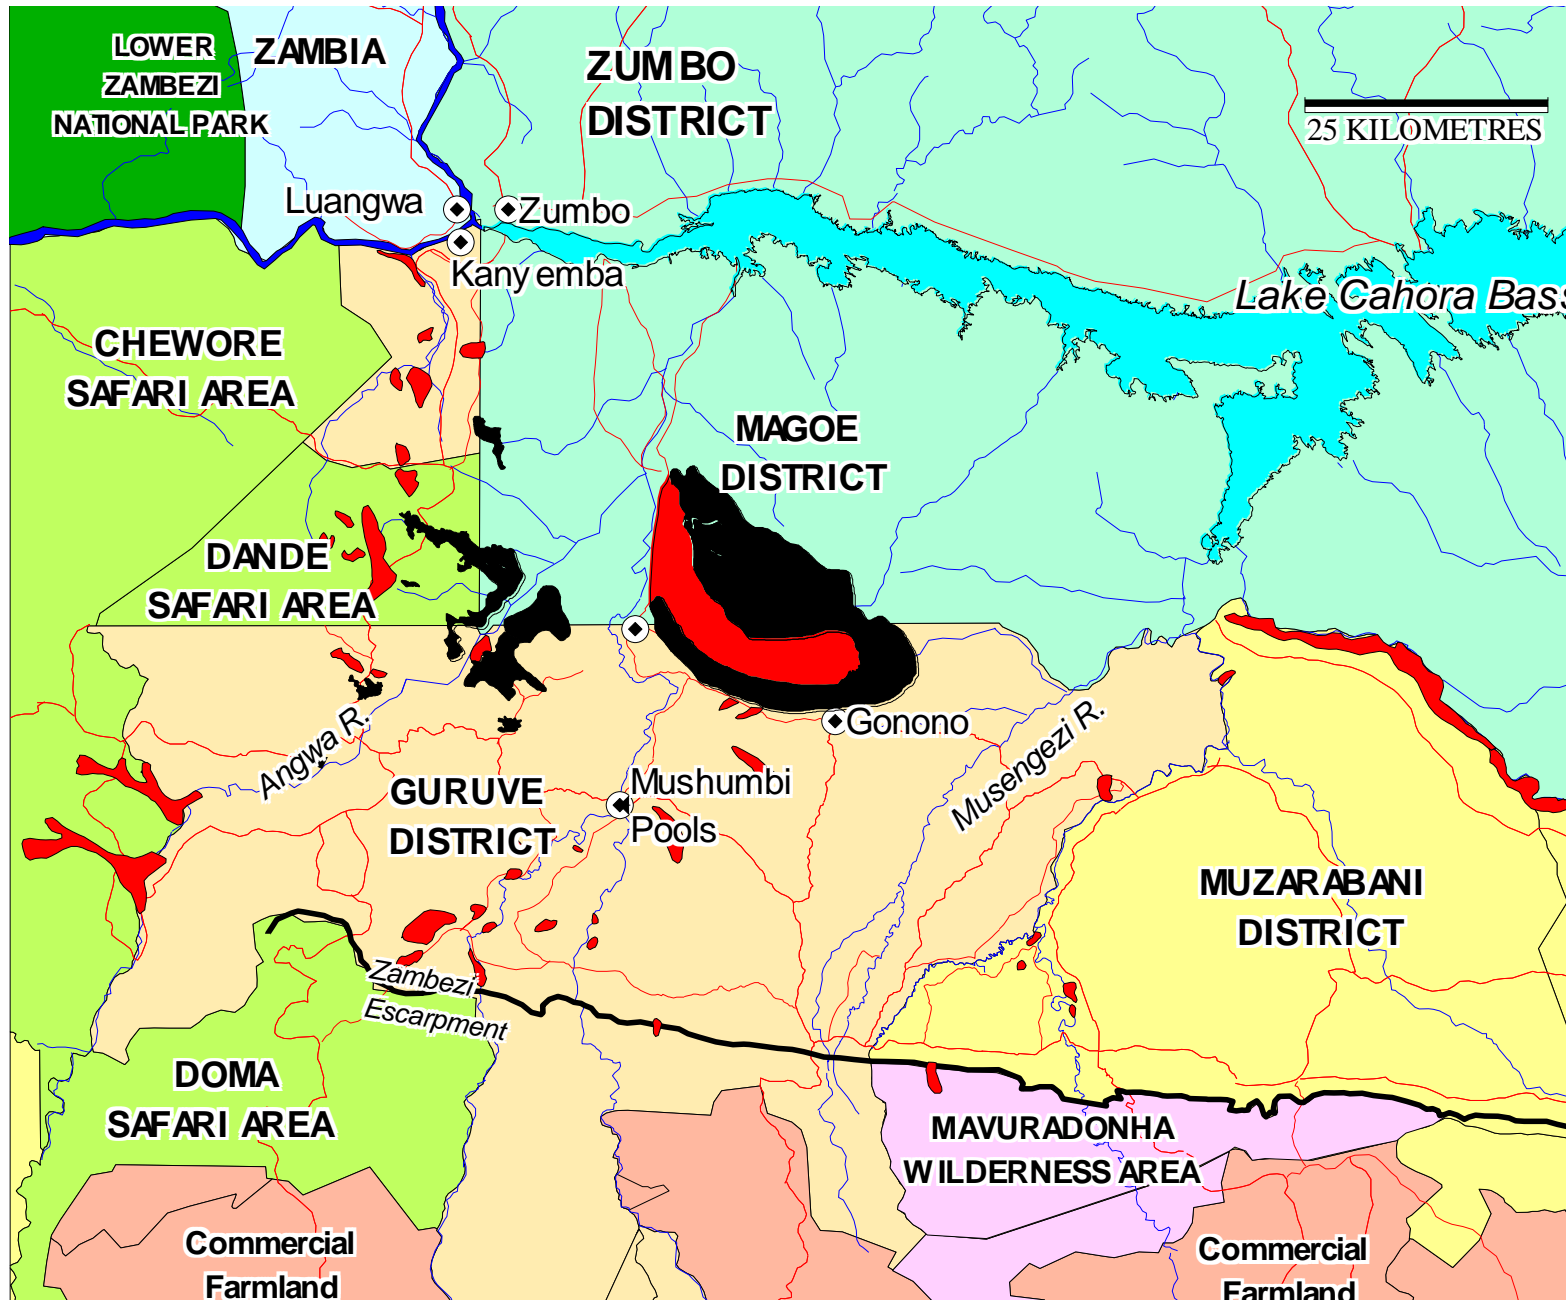 LOWER
ZAMBEZI
NATIONAL PARK
ZAMBIA
ZUMBO
DISTRICT
25 KILOMETRES
Luangwa
Zumbo
Kanyemba
Lake Cahora Bass
CHEWORE
SAFARI AREA
MAGOE
DISTRICT
DANDE
SAFARI AREA
Angwa R.
Gonono
Musengezi R.
GURUVE
DISTRICT
Mushumbi
Pools
MUZARABANI
DISTRICT
Zambezi
Escarpment
DOMA
SAFARI AREA
MAVURADONHA
WILDERNESS AREA
Commercial
Farmland
Commercial
Farmland